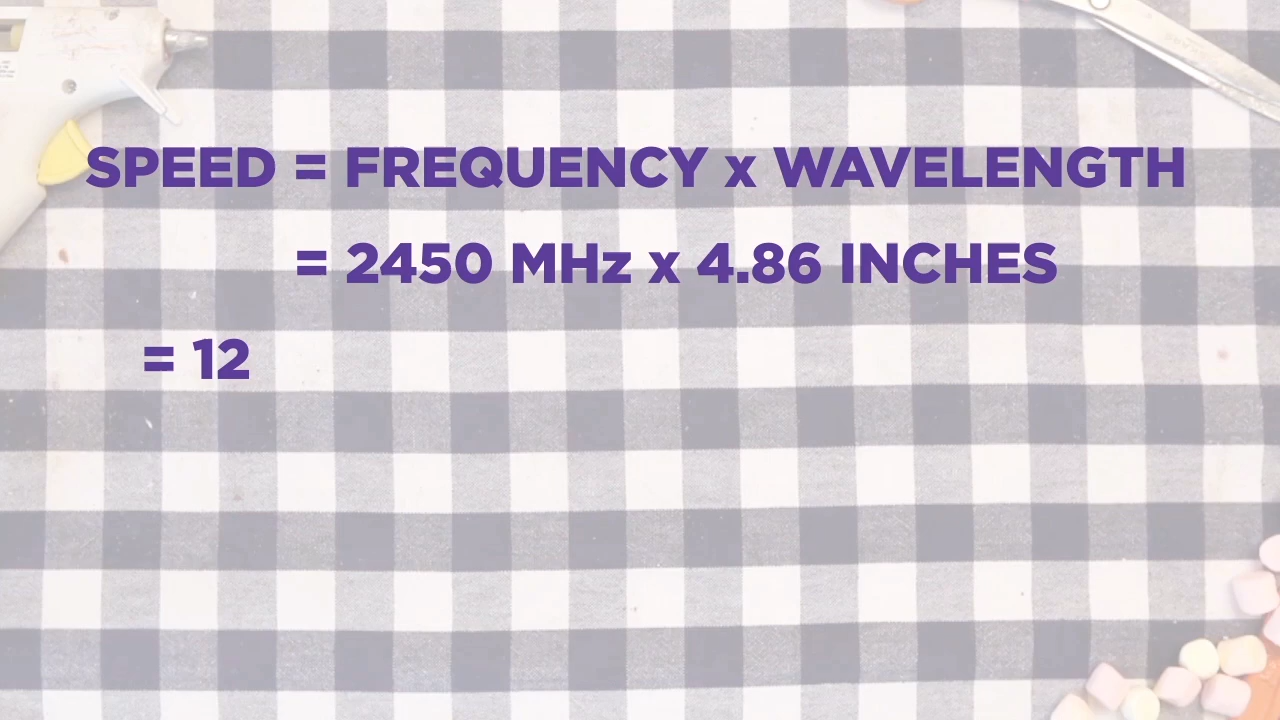 SPEED = FREQUENCY x WAVELENGTH
= 2450 MHz x 4.86 INCHES
= 12